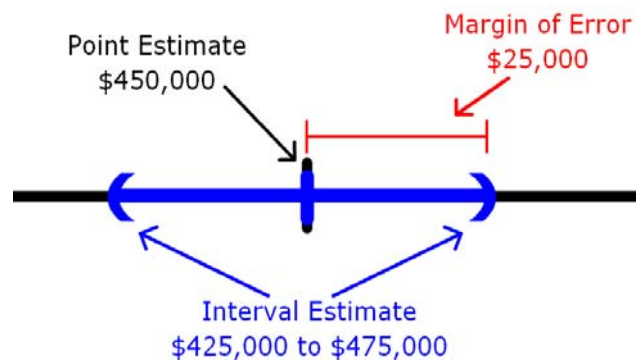 Point Estimate
$450,000
Margin of Error
$25,000
Interval Estimate
$425,000 to $475,000